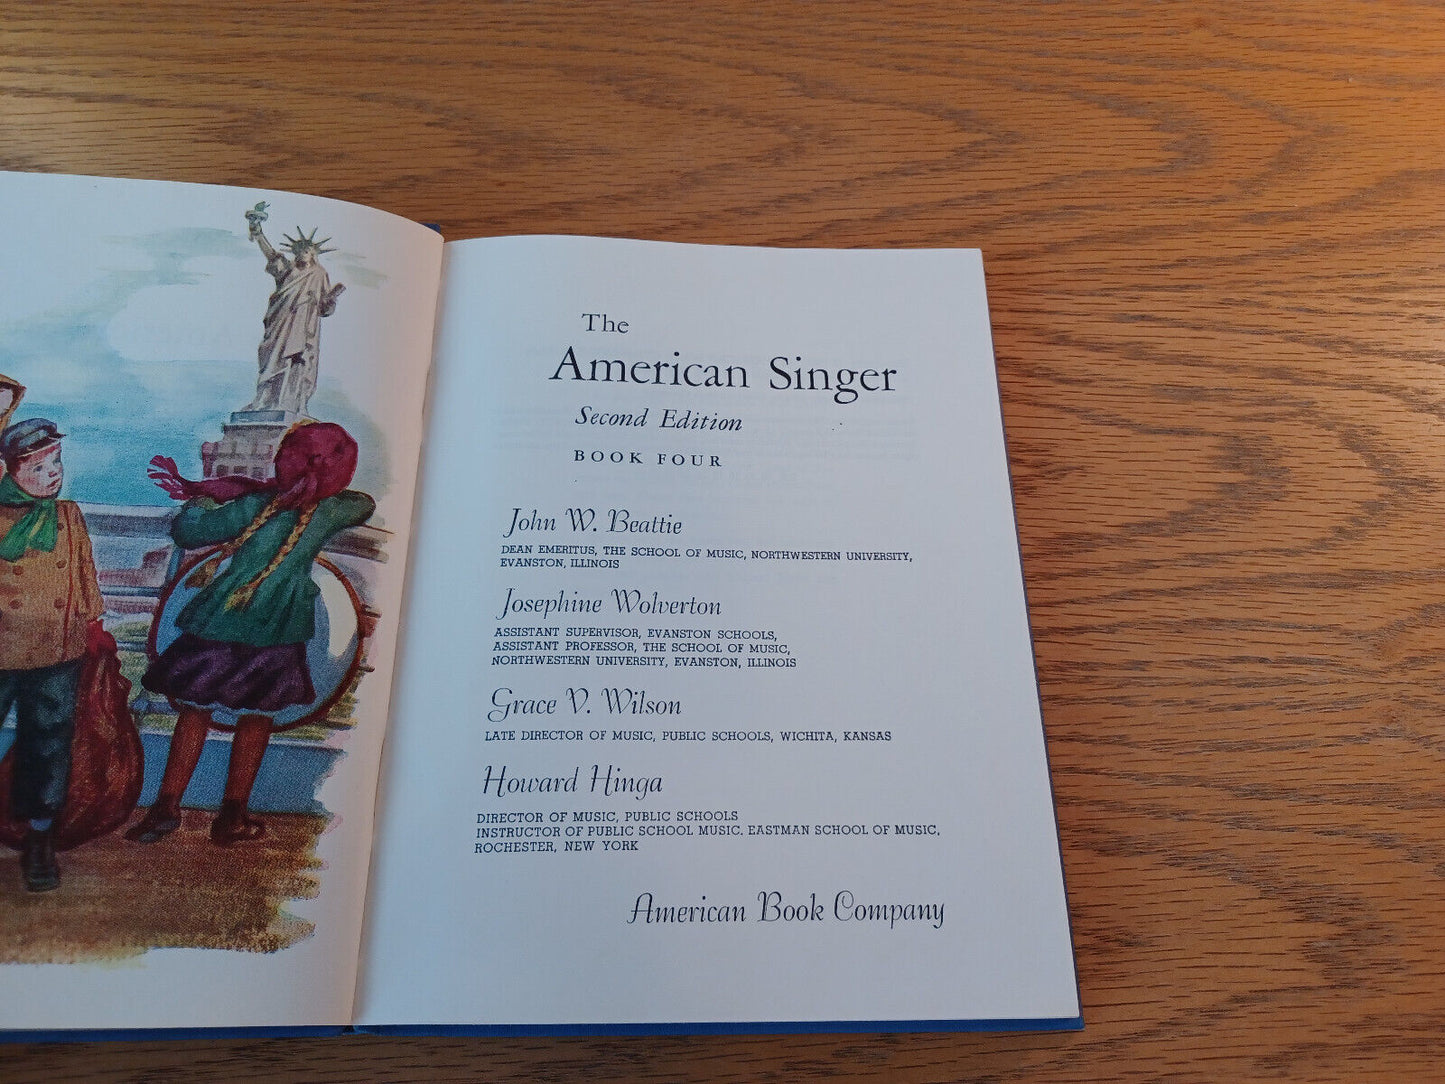 The
American Singer
Second Edition
BOOK FOUR
John W. Beattie
DEAN EMERITUS, THE SCHOOL OF MUSIC, NORTHWESTERN UNIVERSITY,
EVANSTON, ILLINOIS
Josephine Wolverton
ASSISTANT SUPERVISOR, EVANSTON SCHOOLS,
ASSISTANT PROFESSOR, THE SCHOOL OF MUSIC,
NORTHWESTERN UNIVERSITY, EVANSTON, ILLINOIS
Grace V. Wilson
LATE DIRECTOR OF MUSIC, PUBLIC SCHOOLS, WICHITA, KANSAS
Howard Hinga
DIRECTOR OF MUSIC, PUBLIC SCHOOLS
INSTRUCTOR OF PUBLIC SCHOOL MUSIC. EASTMAN SCHOOL OF MUSIC,
ROCHESTER, NEW YORK
American Book Company